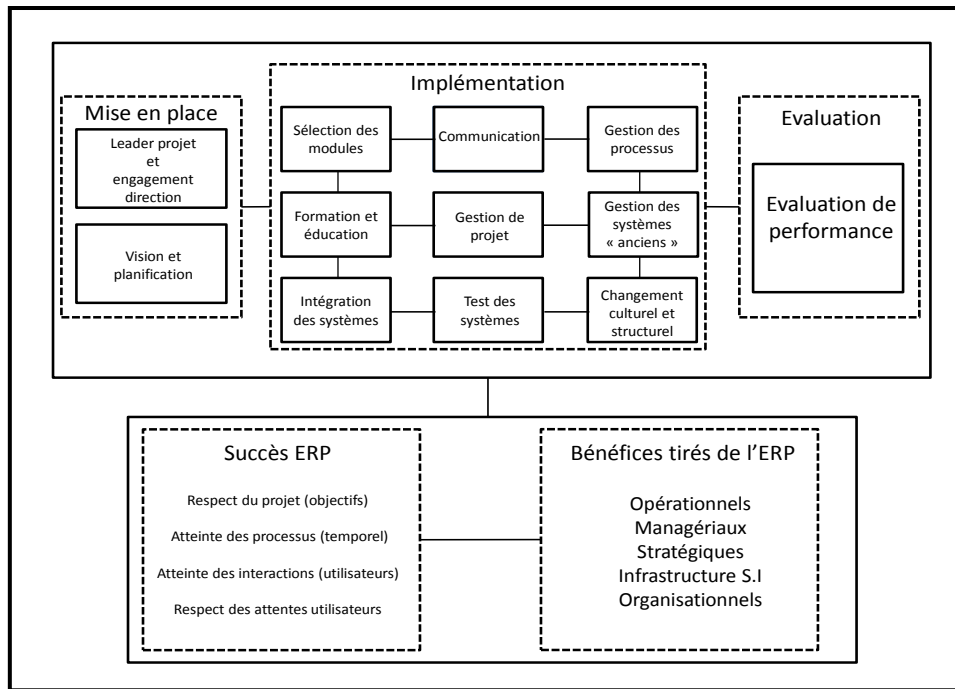 Mise en place
Leader projet
et
engagement
direction
Vision et
planification
Implémentation
Sélection des
modules
Communication
Gestion des
processus
Formation et
éducation
Gestion de
projet
Gestion des
systèmes
« anciens »
Intégration
des systèmes
Test des
systèmes
Changement
culturel et
structurel
Evaluation
Evaluation de
performance
Succès ERP
Respect du projet (objectifs)
Atteinte des processus (temporel)
Atteinte des interactions (utilisateurs)
Respect des attentes utilisateurs
Bénéfices tirés de l’ERP
Opérationnels
Managériaux
Stratégiques
Infrastructure S.I
Organisationnels